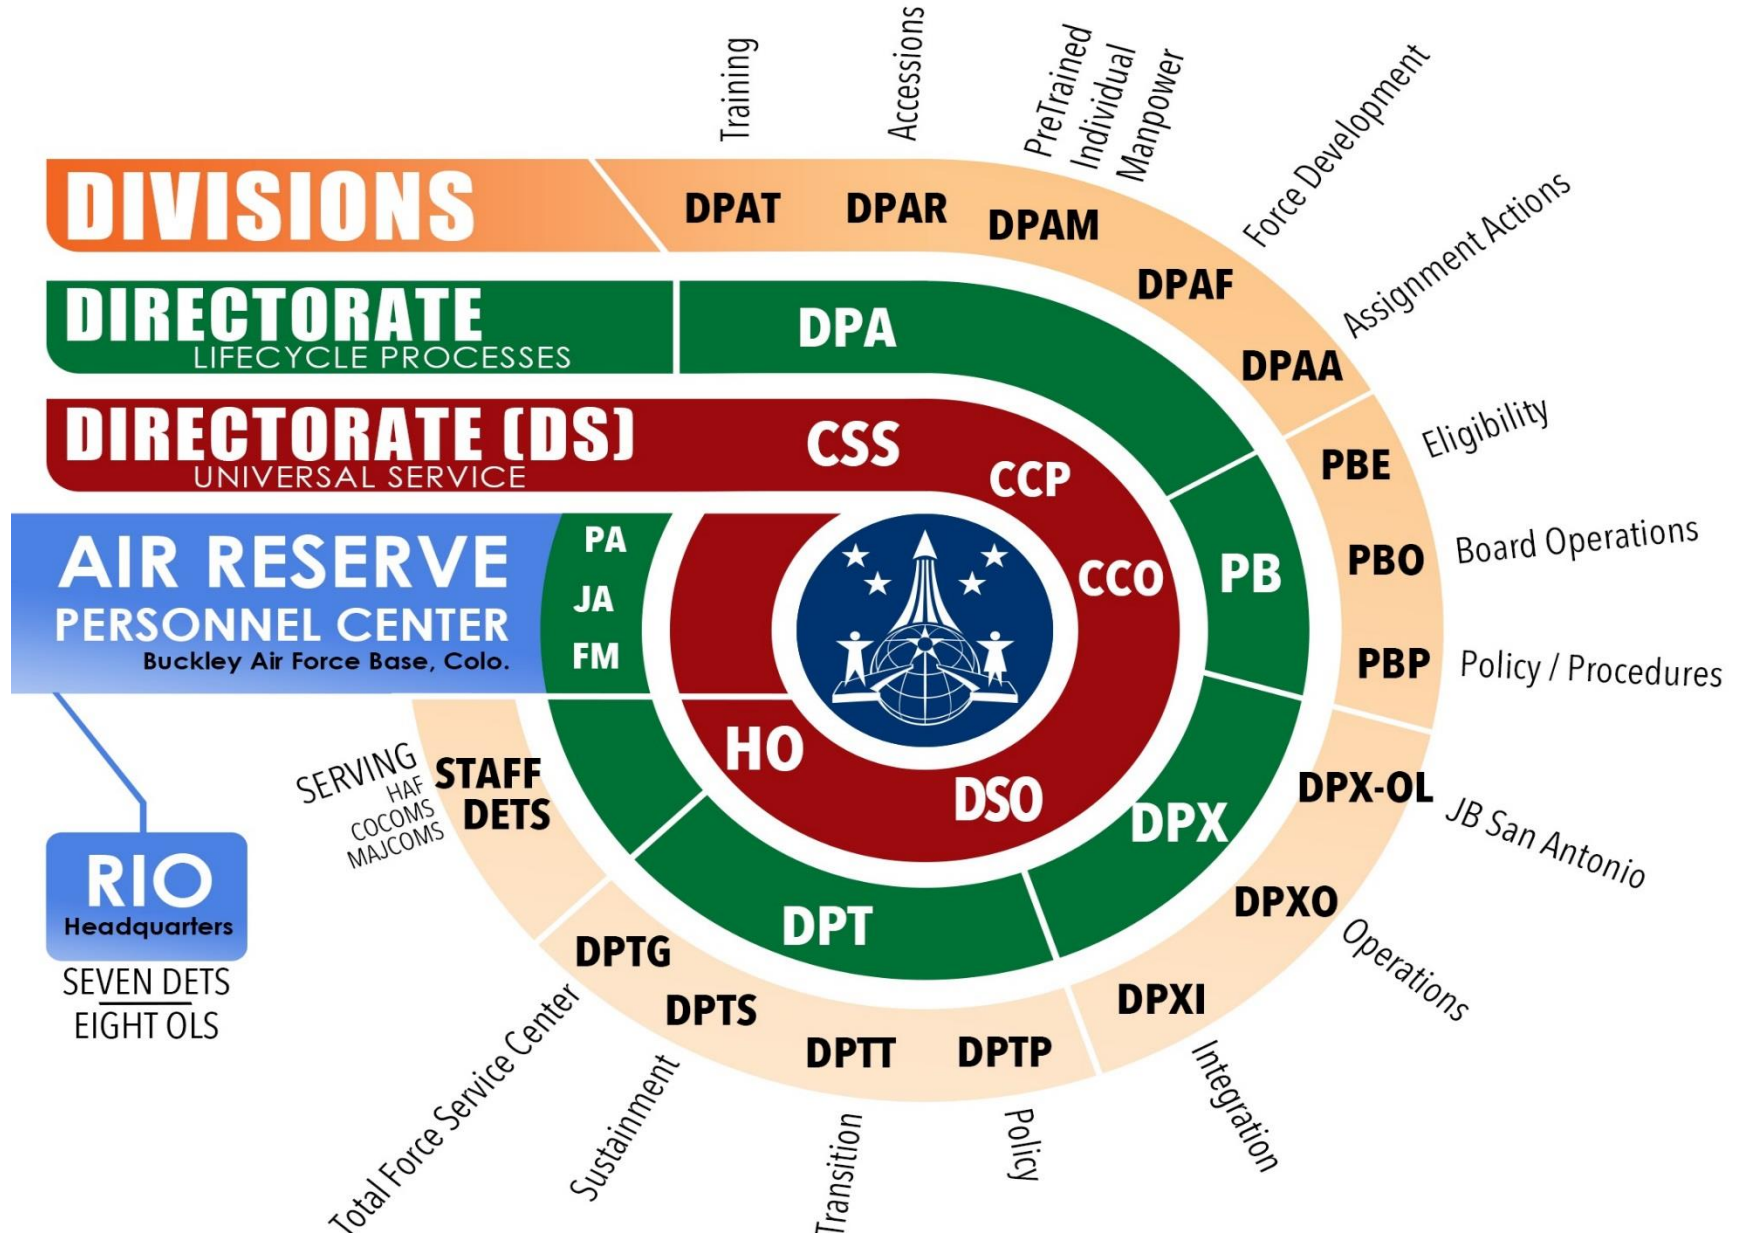 Training
Accessions
PreTrained
Individual
Manpower
Force Development
Assignment Actions
DIVISIONS
DPAT
DPAR
DPAM
DPAF
DPAA
DIRECTORATE
LIFECYCLE PROCESSES
DPA
DIRECTORATE (DS)
UNIVERSAL SERVICE
CSS
CCP
CCO
PB
PBE
Eligibility
PBO
Board Operations
PBP
Policy / Procedures
AIR RESERVE
PERSONNEL CENTER
Buckley Air Force Base, Colo.
PA
JA
FM
HO
DSO
DPX
DPX-OL
JB San Antonio
SERVING
HAF
COCOMS
MAJCOMS
STAFF
DETS
RIO
Headquarters
SEVEN DETS
EIGHT OLS
DPT
DPXO
Operations
DPTG
DPTS
DPTT
DPTP
DPXI
Total Force Service Center
Sustainment
Transition
Policy
Integration